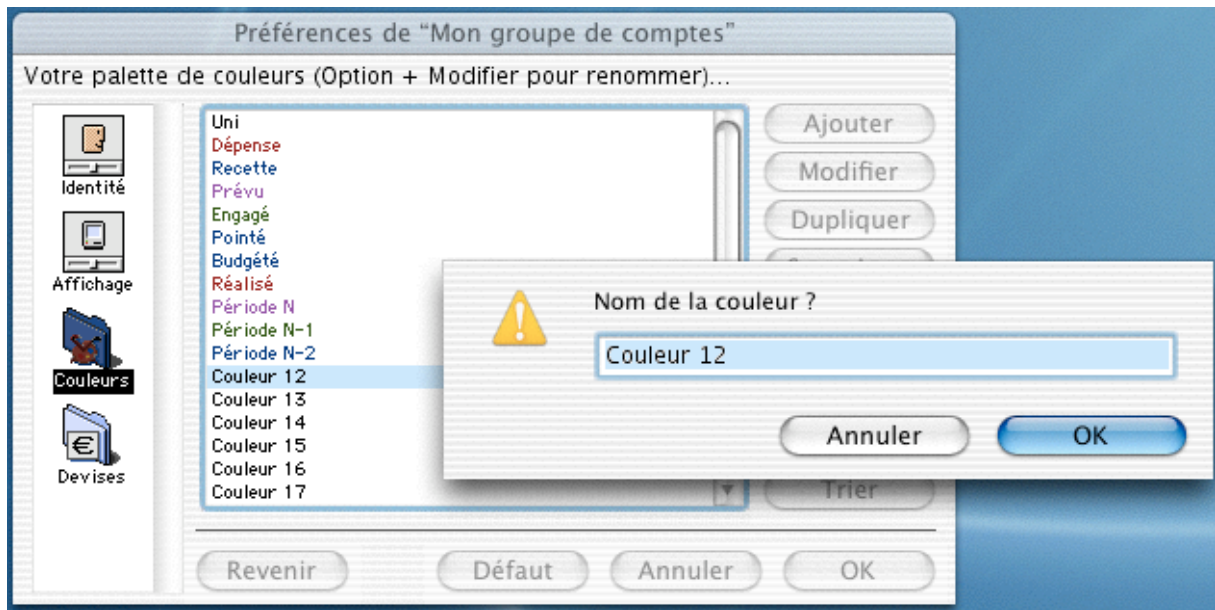 Préférences de “Mon groupe de comptes”
Votre palette de couleurs (Option + Modifier pour renommer)...
Identité
Affichage
Couleurs
Devises
Uni
Dépense
Recette
Prévu
Engagé
Pointé
Budgété
Réalisé
Période N
Période N-1
Période N-2
Couleur 12
Couleur 13
Couleur 14
Couleur 15
Couleur 16
Couleur 17
Ajouter
Modifier
Dupliquer
Trier
Nom de la couleur ?
Couleur 12
Annuler
OK
Revenir
Défaut
Annuler
OK